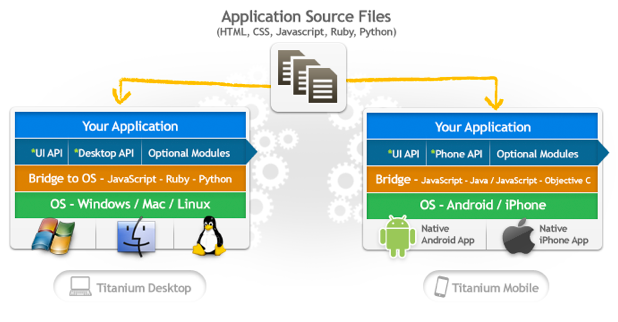 Application Source Files
(HTML, CSS, Javascript, Ruby, Python)
Your Application
*UI API *Desktop API Optional Modules
Bridge to OS - JavaScript - Ruby - Python
OS - Windows / Mac / Linux
Titanium Desktop
Your Application
*UI API *Phone API Optional Modules
Bridge - JavaScript - Java / JavaScript - Objective C
OS - Android / iPhone
Native
Android App
Native
iPhone App
Titanium Mobile